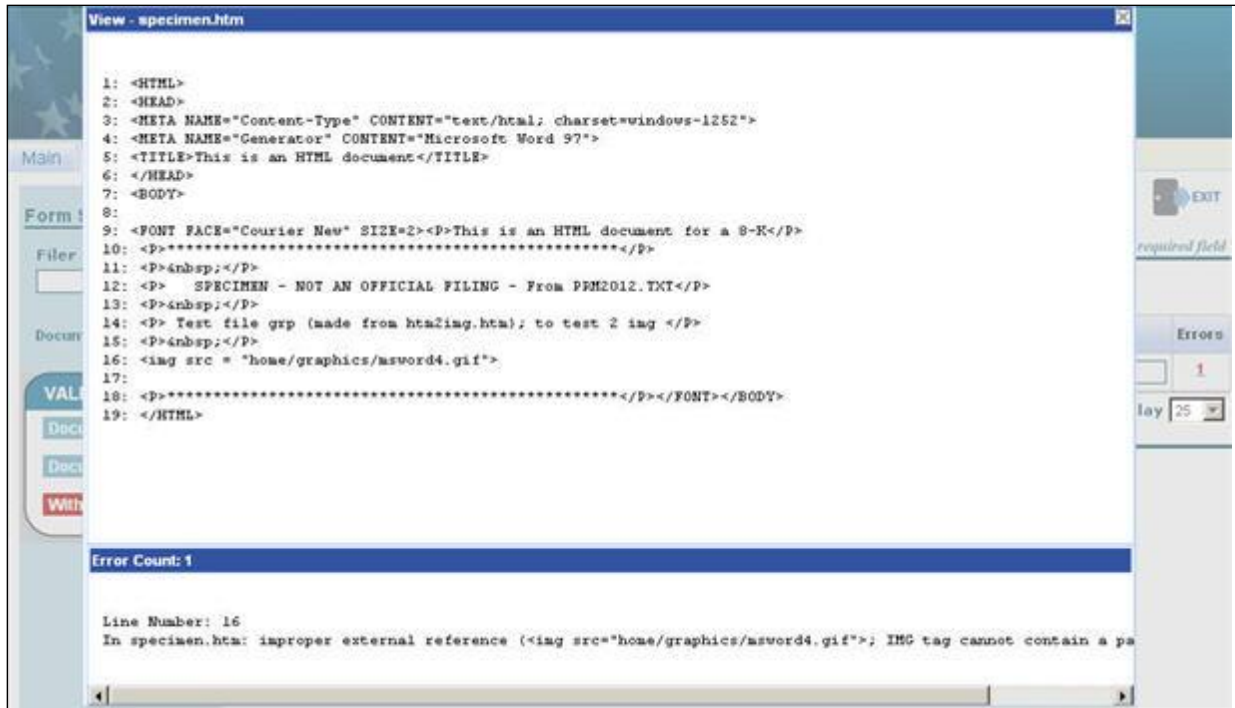 View - specimen.htm
1: <HTML>
2: <HEAD>
3: <META NAME="Content-Type" CONTENT="text/html; charset=windows-1252">
4: <META NAME="Generator" CONTENT="Microsoft Word 97">
5: <TITLE>This is an HTML document</TITLE>
6: </HEAD>
7: <BODY>
8:
9: <FONT FACE="Courier New" SIZE=2><P>This is an HTML document for a 8-K</P>
10: <P>****************************************************</P>
11: <P>&nbsp;</P>
12: <P>   SPECIMEN - NOT AN OFFICIAL FILING - From PRM2012.TXT</P>
13: <P>&nbsp;</P>
14: <P> Test file grp (made from htm2img.htm); to test 2 img </P>
15: <P>&nbsp;</P>
16: <img src = "home/graphics/msword4.gif">
17:
18: <P>****************************************************</P></FONT></BODY>
19: </HTML>
Main
Form S
Filer
Docum
VALI
Docu
Docu
With
EXIT
required field
Errors
1
lay 25
Error Count: 1
Line Number: 16
In specimen.htm: improper external reference (<img src="home/graphics/msword4.gif">; IMG tag cannot contain a pa